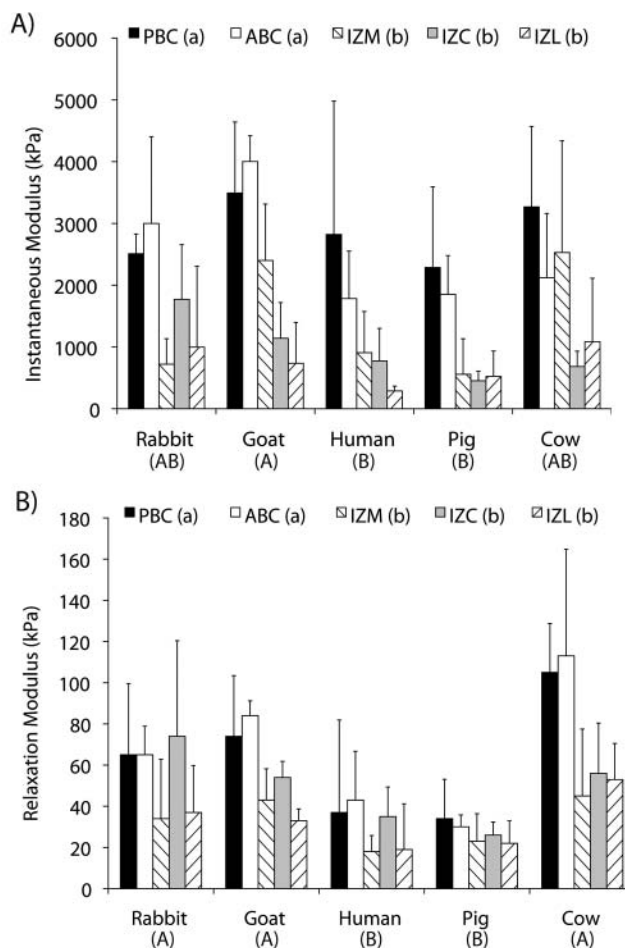 A)
PBC (a) ABC (a) IZM (b) IZC (b) IZL (b)
Instantaneous Modulus (kPa)
6000
5000
4000
3000
2000
1000
0
Rabbit Goat Human Pig Cow
(AB) (A) (B) (B) (AB)
B)
PBC (a) ABC (a) IZM (b) IZC (b) IZL (b)
Relaxation Modulus (kPa)
180
160
140
120
100
80
60
40
20
0
Rabbit Goat Human Pig Cow
(A) (A) (B) (B) (A)